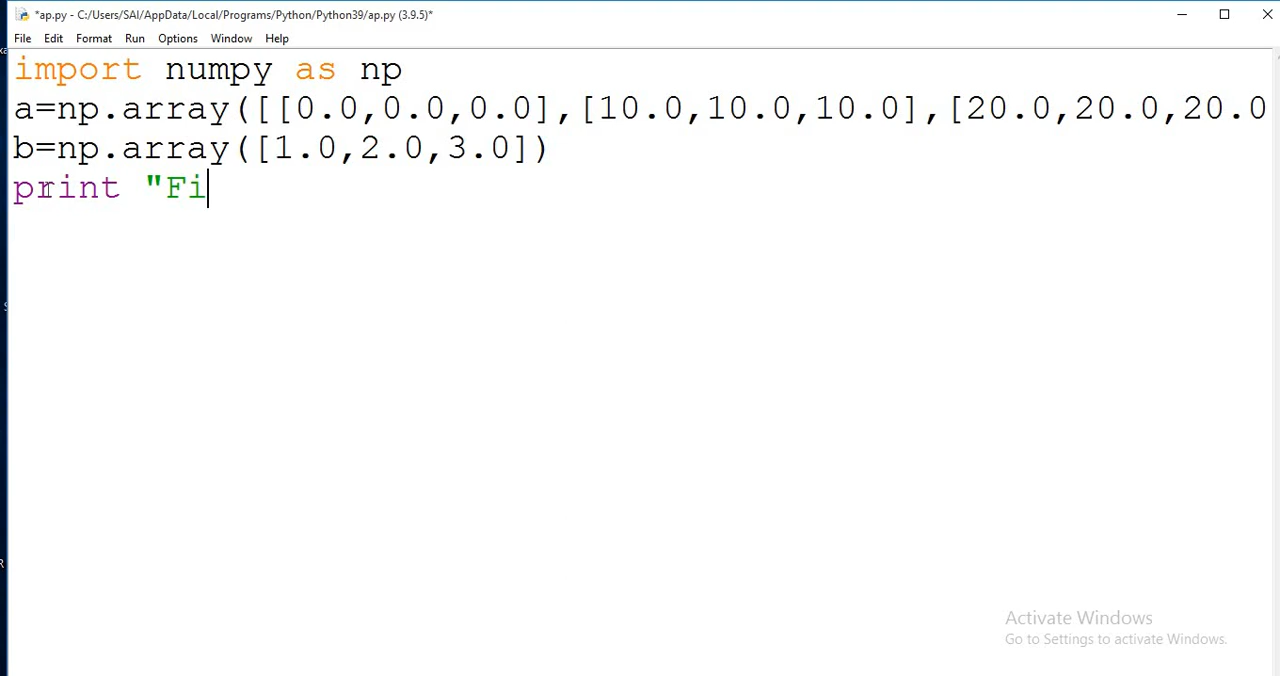 *ap.py - C:/Users/SAI/AppData/Local/Programs/Python/Python39/ap.py (3.9.5)*
File Edit Format Run Options Window Help
import numpy as np
a=np.array([[0.0,0.0,0.0],[10.0,10.0,10.0],[20.0,20.0,20.0
b=np.array([1.0,2.0,3.0])
print "Fi
Activate Windows
Go to Settings to activate Windows.